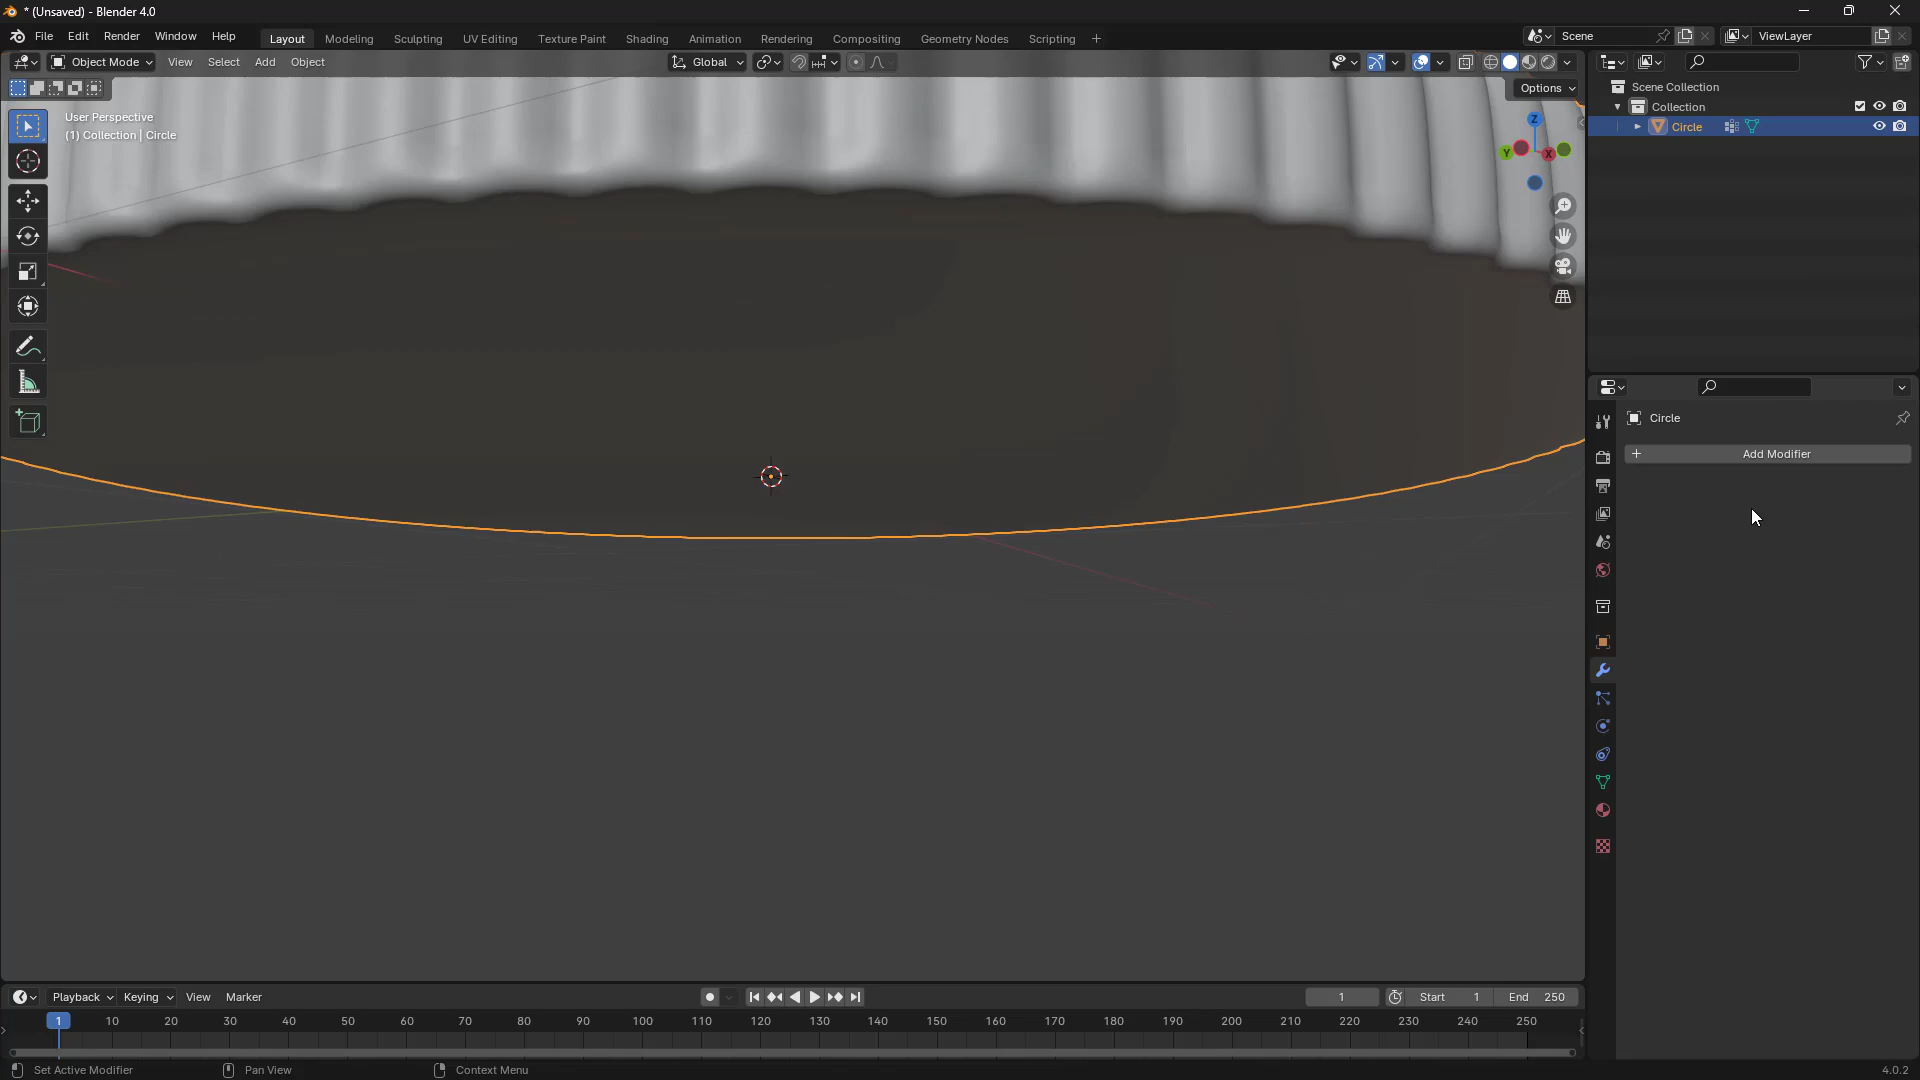 * (Unsaved) - Blender 4.0
File Edit Render Window Help Layout Modeling Sculpting UV Editing Texture Paint Shading Animation Rendering Compositing Geometry Nodes Scripting + Scene ViewLayer
Object Mode View Select Add Object Global
Options
User Perspective
(1) Collection | Circle
Z
Y X
Scene Collection
Collection
Circle
Circle
+ Add Modifier
Playback Keying View Marker 1 Start 1 End 250
1 10 20 30 40 50 60 70 80 90 100 110 120 130 140 150 160 170 180 190 200 210 220 230 240 250
Set Active Modifier Pan View Context Menu 4.0.2